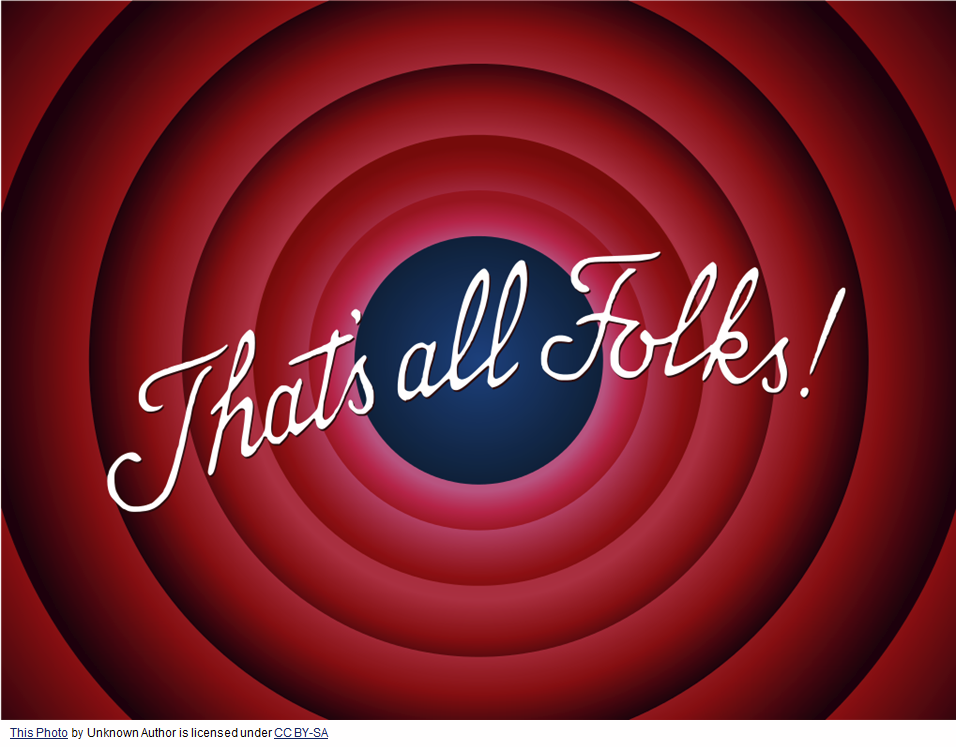 That's all Folks!
This Photo by Unknown Author is licensed under CC BY-SA